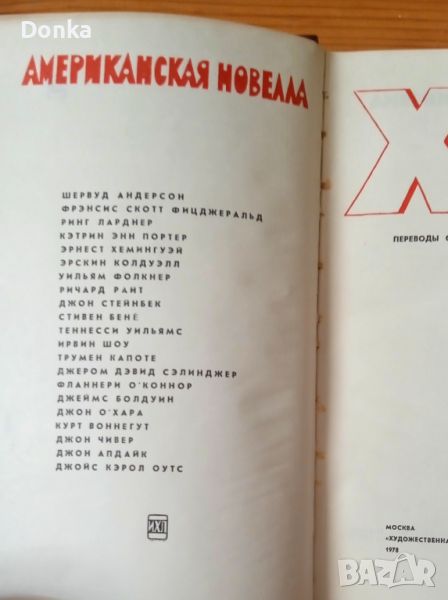 Donka
АМЕРИКАНСКАЯ НОВЕЛЛА
ШЕРВУД АНДЕРСОН
ФРЭНСИС СКОТТ ФИЦДЖЕРАЛЬД
РИНГ ЛАРДНЕР
КЭТРИН ЭНН ПОРТЕР
ЭРНЕСТ ХЕМИНГУЭЙ
ЭРСКИН КОЛДУЭЛЛ
УИЛЬЯМ ФОЛКНЕР
РИЧАРД РАЙТ
ДЖОН СТЕЙНБЕК
СТИВЕН БЕНЕ
ТЕННЕССИ УИЛЬЯМС
ИРВИН ШОУ
ТРУМЕН КАПОТЕ
ДЖЕРОМ ДЭВИД СЭЛИНДЖЕР
ФЛАННЕРИ О'КОННОР
ДЖЕЙМС БОЛДУИН
ДЖОН О'ХАРА
КУРТ ВОННЕГУТ
ДЖОН ЧИВЕР
ДЖОН АПДАЙК
ДЖОЙС КЭРОЛ ОУТС
ИХЛ
X
ПЕРЕВОДЫ С
МОСКВА
«ХУДОЖЕСТВЕННА
1978
BAZAR